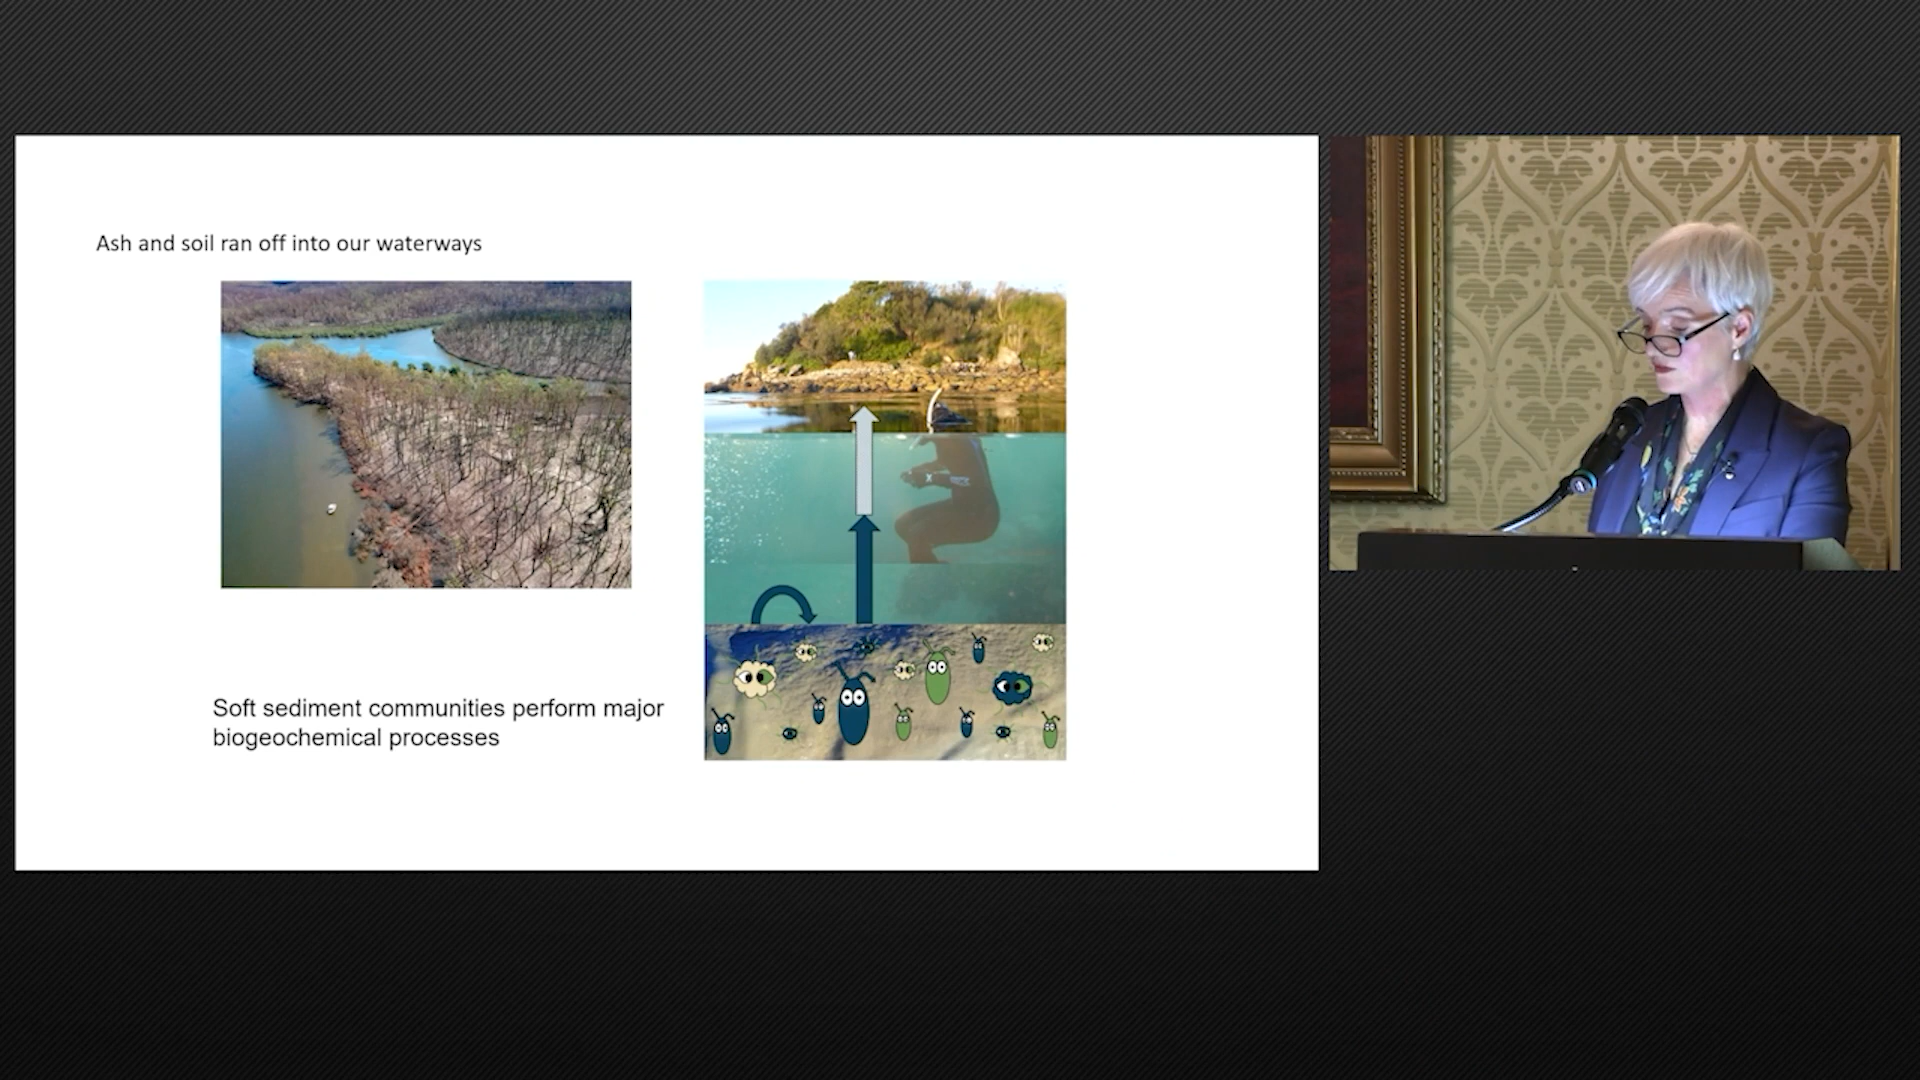 Ash and soil ran off into our waterways
Soft sediment communities perform major
biogeochemical processes